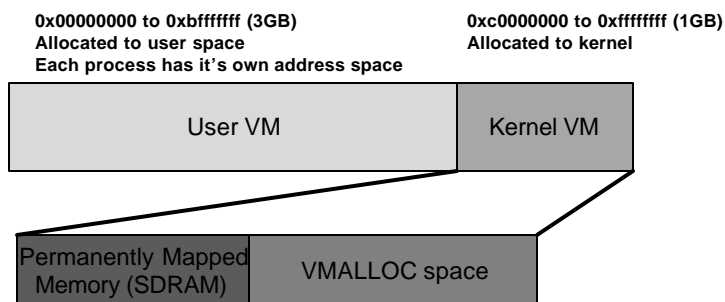 0x00000000 to 0xbfffffff (3GB)
Allocated to user space
Each process has it's own address space
0xc0000000 to 0xffffffff (1GB)
Allocated to kernel
User VM
Kernel VM
Permanently Mapped
Memory (SDRAM)
VMALLOC space